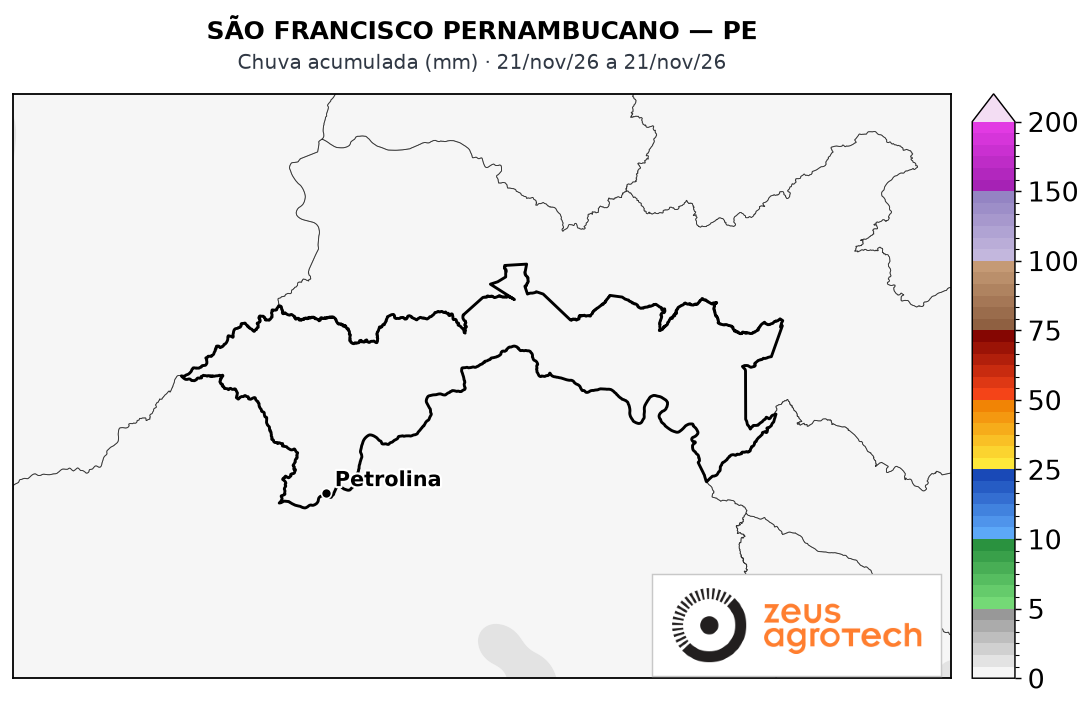 SÃO FRANCISCO PERNAMBUCANO — PE
Chuva acumulada (mm) · 21/nov/26 a 21/nov/26
200
150
100
75
50
25
10
5
0
Petrolina
zeus
agrotech